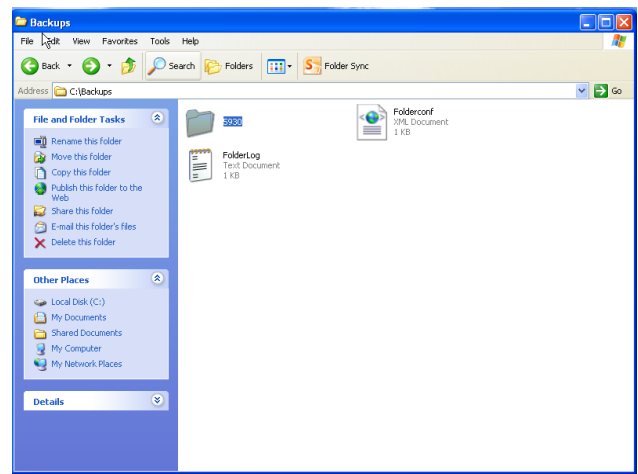 Backups
File Edit View Favorites Tools Help
Back Search Folders Folder Sync
Address C:\Backups Go
File and Folder Tasks
Rename this folder
Move this folder
Copy this folder
Publish this folder to the
Web
Share this folder
E-mail this folder's files
Delete this folder
Other Places
Local Disk (C:)
My Documents
Shared Documents
My Computer
My Network Places
Details
5930
Folderconf
XML Document
1 KB
FolderLog
Text Document
1 KB